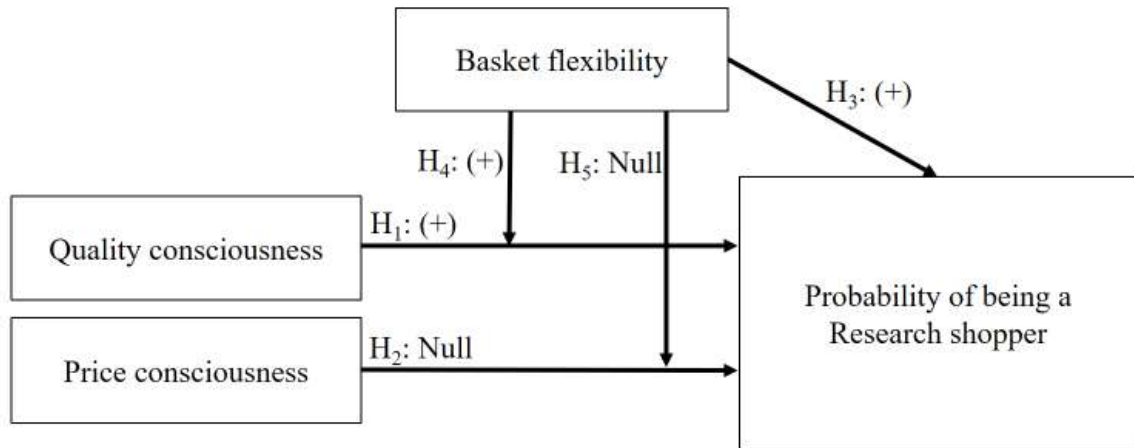 Basket flexibility
H₃: (+)
H₄: (+)
H₅: Null
Quality consciousness
H₁: (+)
Probability of being a
Research shopper
Price consciousness
H₂: Null